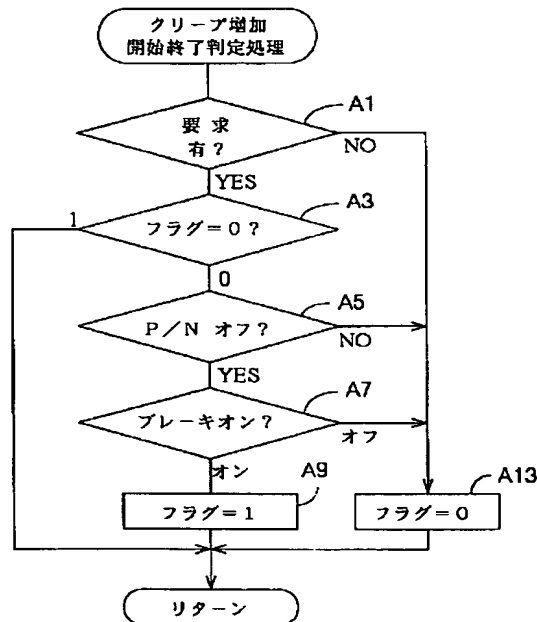 クリープ増加
開始終了判定処理
A1
要求
有?
NO
YES
A3
1
フラグ=0?
0
A5
P/N オフ?
NO
YES
A7
ブレーキオン?
オフ
オン
A9
A13
フラグ=1
フラグ=0
リターン